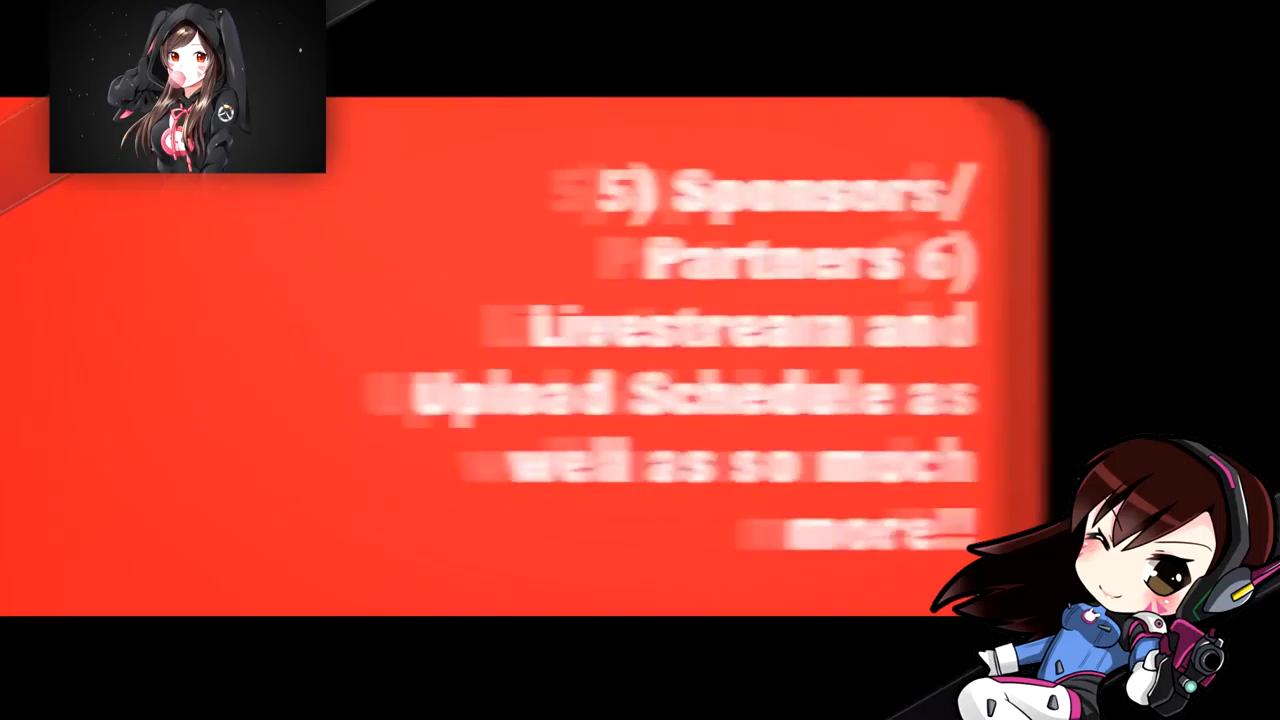 5) Sponsors/
Partners 6)
Livestream and
Upload Schedule as
well as so much
more!!!